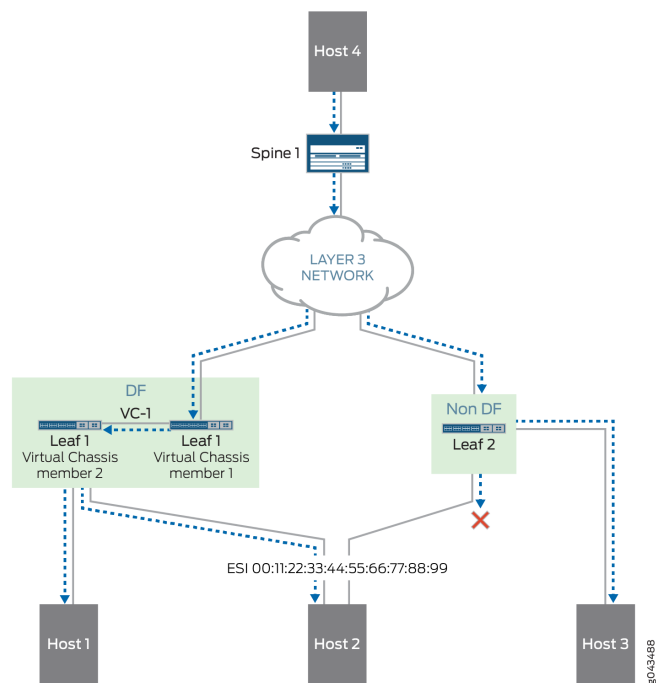 Host 4
Spine 1
LAYER 3
NETWORK
DF
VC-1
Leaf 1
Virtual Chassis
member 2
Leaf 1
Virtual Chassis
member 1
Non DF
Leaf 2
ESI 00:11:22:33:44:55:66:77:88:99
Host 1
Host 2
Host 3
g043488